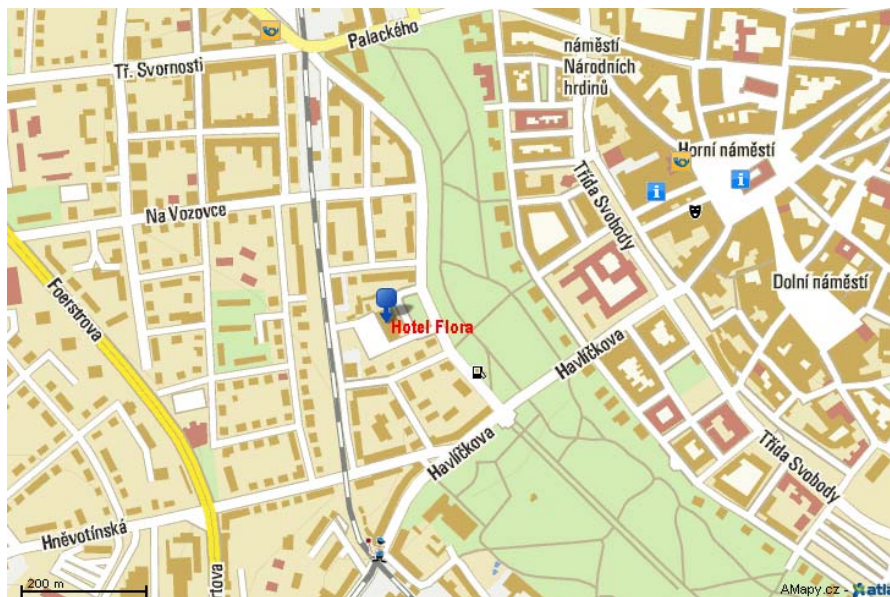 Palackého
Tř. Svornosti
náměstí
Národních
hrdinů
Horní náměstí
Na Vozovce
Třída Svobody
Foerstrova
Dolní náměstí
Hotel Flora
Havlíčkova
Havlíčkova
Třída Svobody
Hněvotínská
200 m
AMapy.cz -